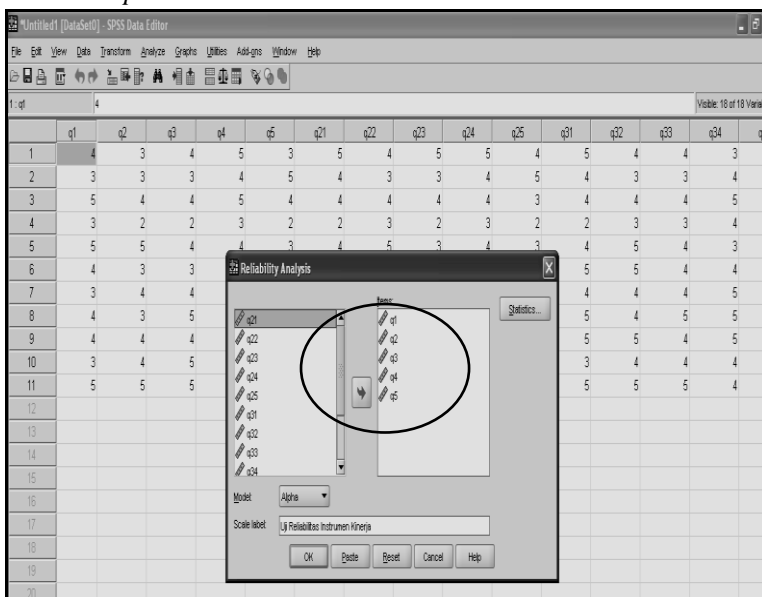 *Untitled1 [DataSet0] - SPSS Data Editor
File Edit View Data Transform Analyze Graphs Utilities Add-ons Window Help
1 : q1 4 Visible: 18 of 18 Varia
q1 q2 q3 q4 q5 q21 q22 q23 q24 q25 q31 q32 q33 q34 q
1 4 3 4 5 3 5 4 5 5 4 5 4 4 3
2 3 3 3 4 5 4 3 3 4 5 4 3 3 4
3 5 4 4 5 4 4 4 4 4 3 4 4 4 5
4 3 2 2 3 2 2 3 2 3 2 2 3 3 4
5 5 5 4 4 3 4 5 3 4 3 4 5 4 3
6 4 3 3 5 5 4 4
7 3 4 4 4 4 4 5
8 4 3 5 5 4 5 5
9 4 4 4 5 5 4 5
10 3 4 5 3 4 4 4
11 5 5 5 5 5 5 4
12
13
14
15
16
17
18
19
20
Reliability Analysis
Items:
Statistics...
q21
q22
q23
q24
q25
q31
q32
q33
q34
q1
q2
q3
q4
q5
Model: Alpha
Scale label: Uji Reliabilitas Instrumen Kinerja
OK Paste Reset Cancel Help